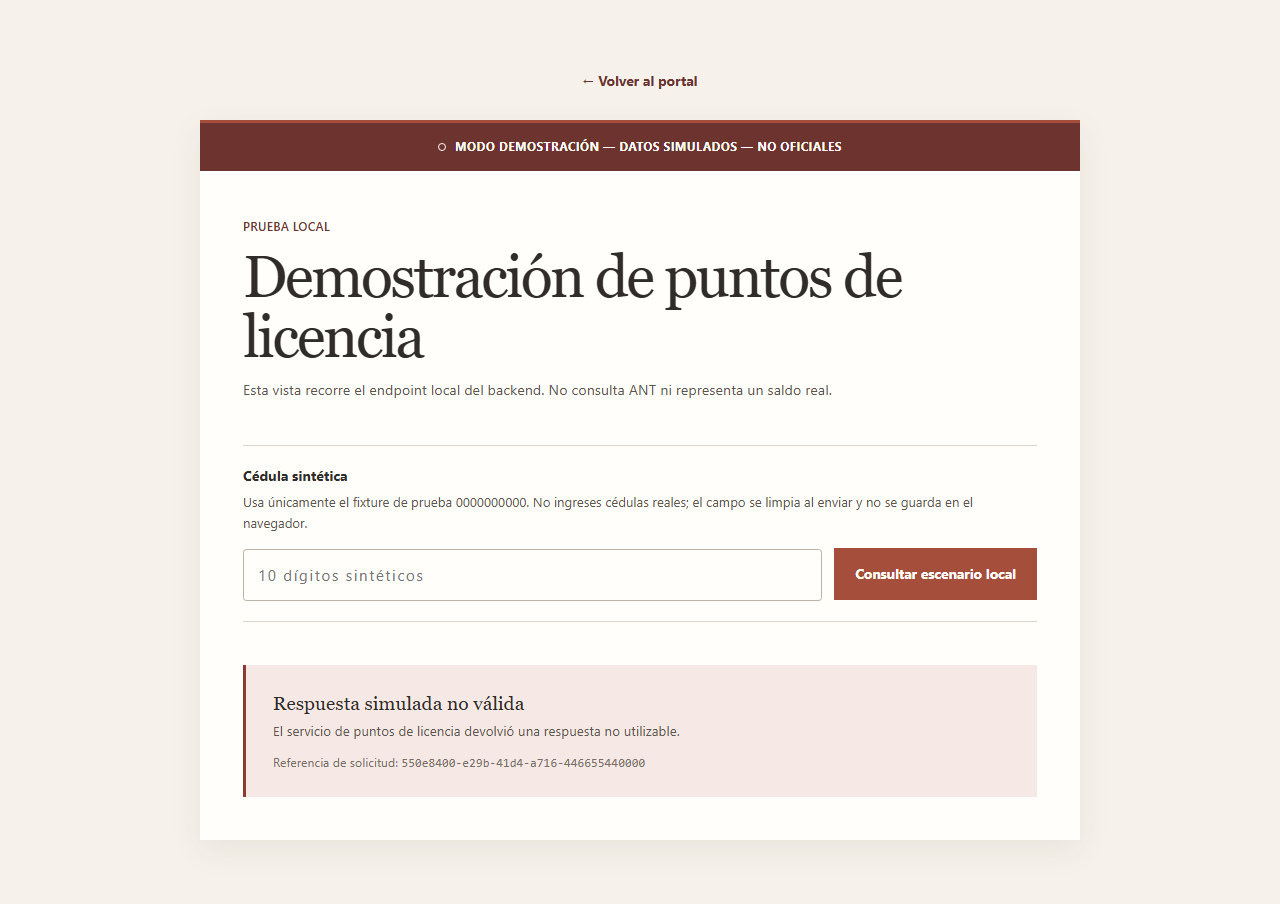 ← Volver al portal
MODO DEMOSTRACIÓN — DATOS SIMULADOS — NO OFICIALES
PRUEBA LOCAL
Demostración de puntos de
licencia
Esta vista recorre el endpoint local del backend. No consulta ANT ni representa un saldo real.
Cédula sintética
Usa únicamente el fixture de prueba 0000000000. No ingreses cédulas reales; el campo se limpia al enviar y no se guarda en el
navegador.
10 dígitos sintéticos
Consultar escenario local
Respuesta simulada no válida
El servicio de puntos de licencia devolvió una respuesta no utilizable.
Referencia de solicitud: 550e8400-e29b-41d4-a716-446655440000